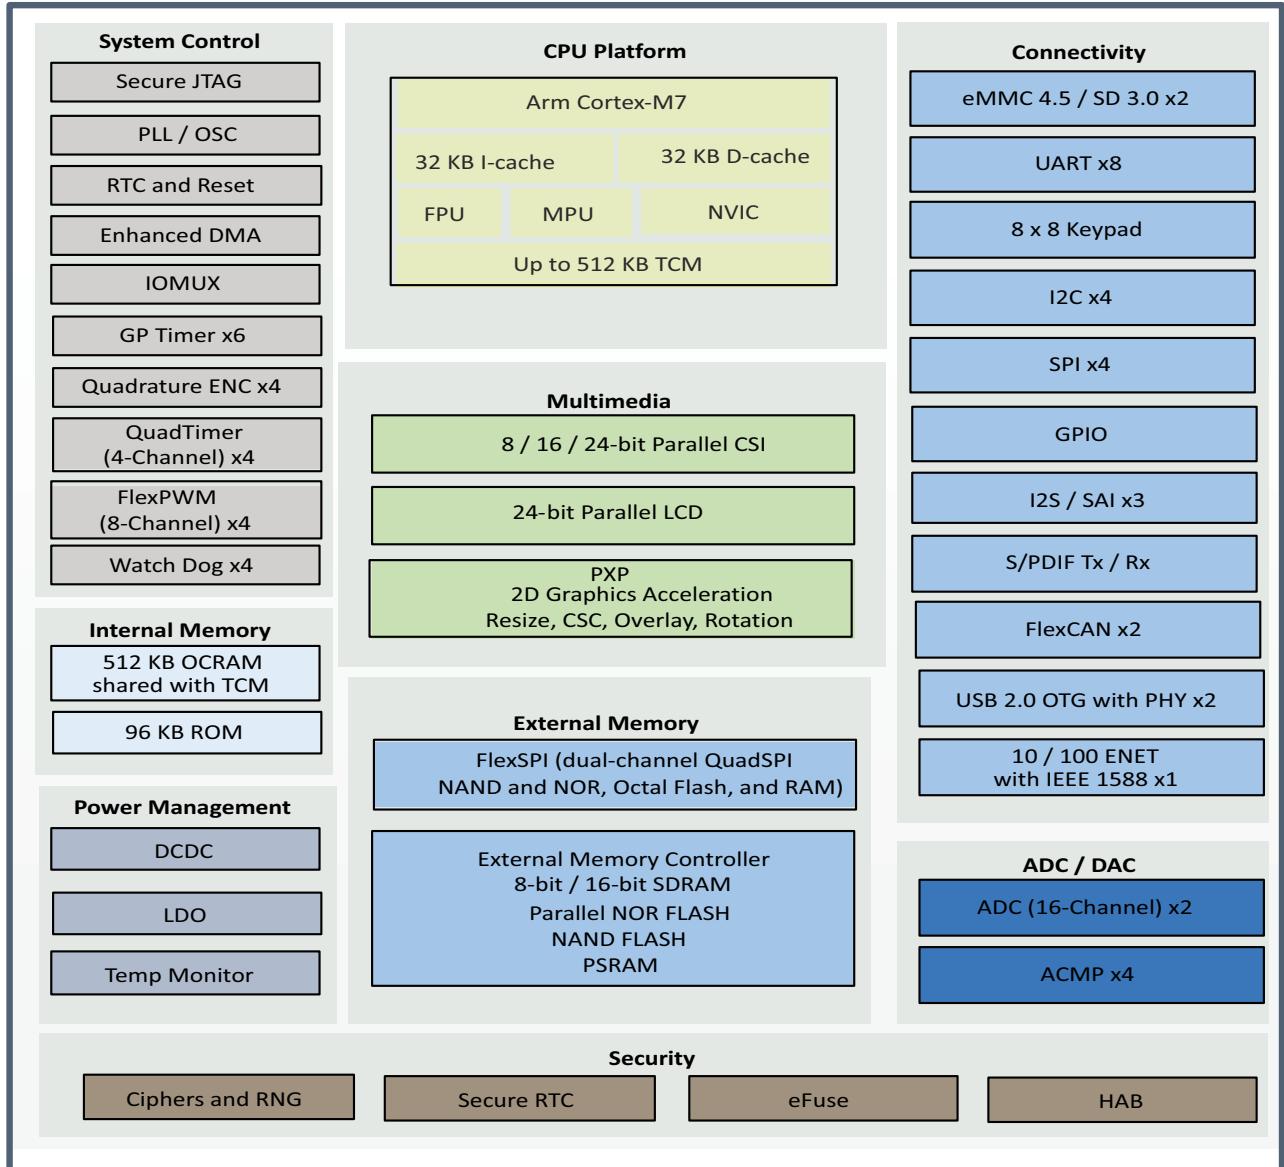 System Control
Secure JTAG
PLL / OSC
RTC and Reset
Enhanced DMA
IOMUX
GP Timer x6
Quadrature ENC x4
QuadTimer
(4-Channel) x4
FlexPWM
(8-Channel) x4
Watch Dog x4
Internal Memory
512 KB OCRAM
shared with TCM
96 KB ROM
Power Management
DCDC
LDO
Temp Monitor
CPU Platform
Arm Cortex-M7
32 KB I-cache
32 KB D-cache
FPU
MPU
NVIC
Up to 512 KB TCM
Multimedia
8 / 16 / 24-bit Parallel CSI
24-bit Parallel LCD
PXP
2D Graphics Acceleration
Resize, CSC, Overlay, Rotation
External Memory
FlexSPI (dual-channel QuadSPI
NAND and NOR, Octal Flash, and RAM)
External Memory Controller
8-bit / 16-bit SDRAM
Parallel NOR FLASH
NAND FLASH
PSRAM
Connectivity
eMMC 4.5 / SD 3.0 x2
UART x8
8 x 8 Keypad
I2C x4
SPI x4
GPIO
I2S / SAI x3
S/PDIF Tx / Rx
FlexCAN x2
USB 2.0 OTG with PHY x2
10 / 100 ENET
with IEEE 1588 x1
ADC / DAC
ADC (16-Channel) x2
ACMP x4
Security
Ciphers and RNG
Secure RTC
eFuse
HAB